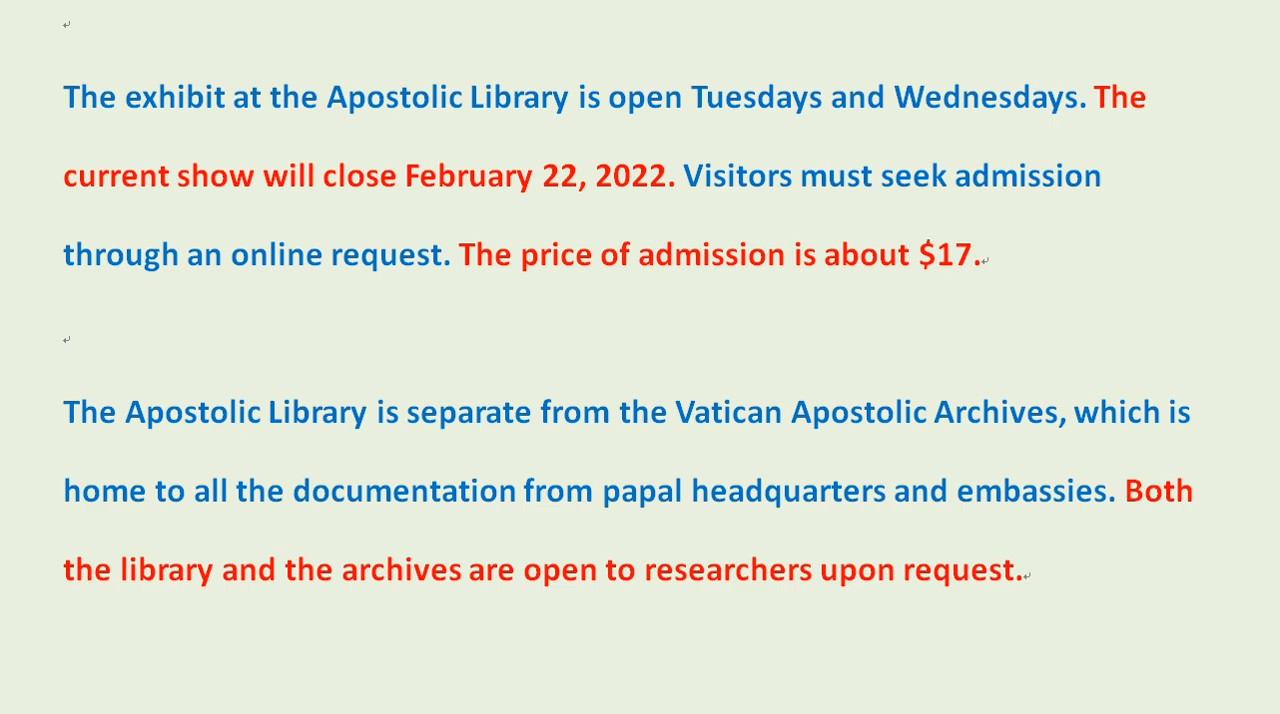 The exhibit at the Apostolic Library is open Tuesdays and Wednesdays. The
current show will close February 22, 2022. Visitors must seek admission
through an online request. The price of admission is about $17.
The Apostolic Library is separate from the Vatican Apostolic Archives, which is
home to all the documentation from papal headquarters and embassies. Both
the library and the archives are open to researchers upon request.